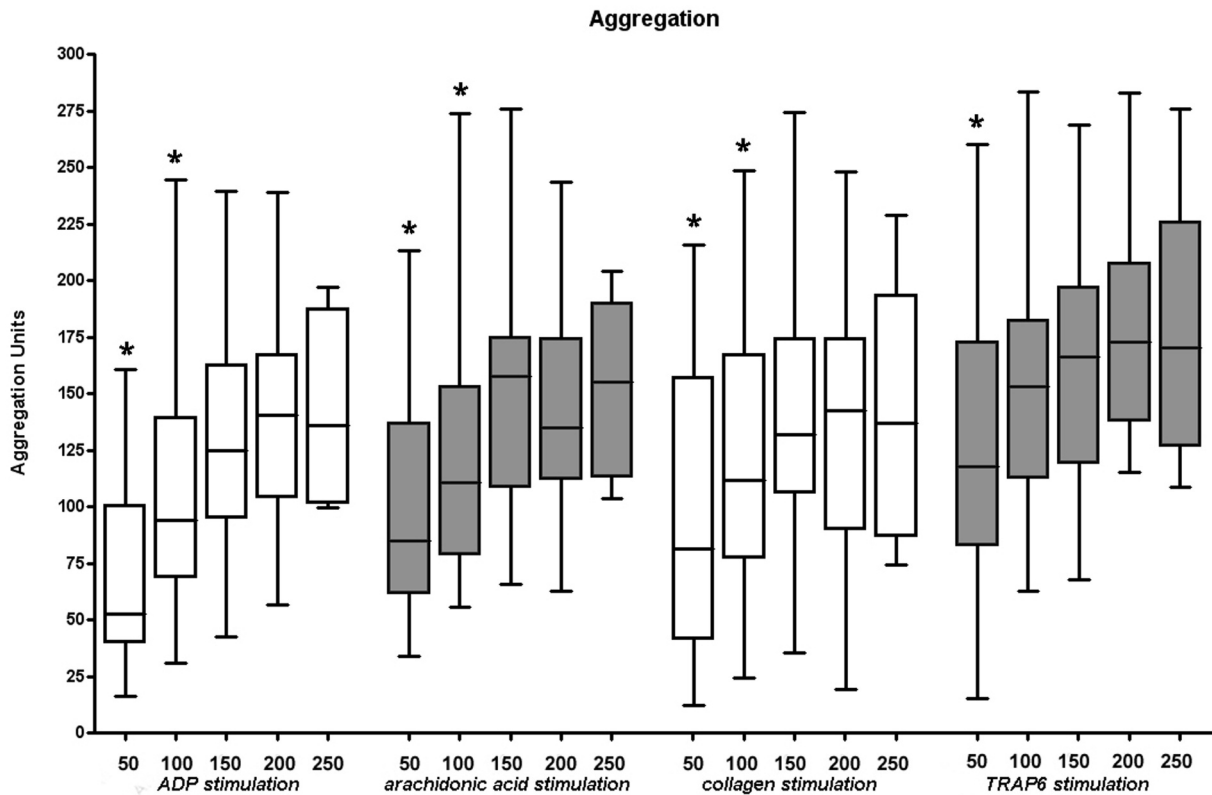 Aggregation
300
275
250
225
200
175
150
125
100
75
50
25
0
Aggregation Units
* * * * * * *
50 100 150 200 250 50 100 150 200 250 50 100 150 200 250 50 100 150 200 250
ADP stimulation arachidonic acid stimulation collagen stimulation TRAP6 stimulation